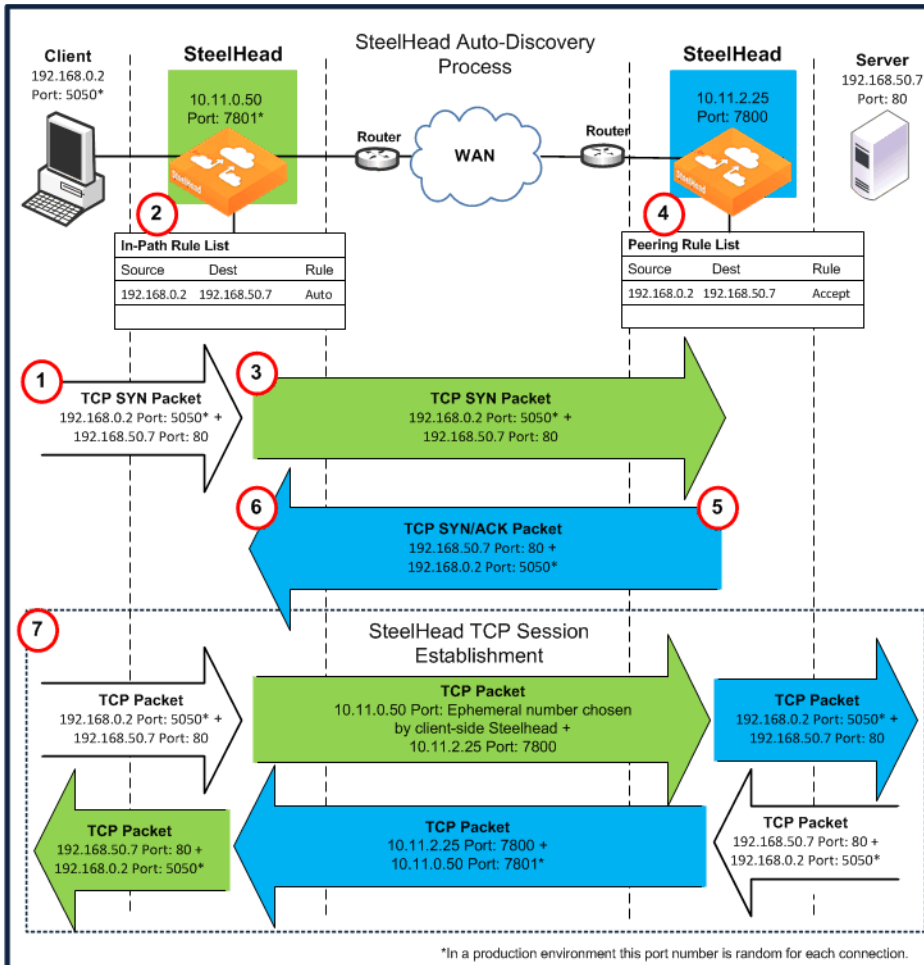 SteelHead Auto-Discovery
Process
Client
192.168.0.2
Port: 5050*
SteelHead
10.11.0.50
Port: 7801*
SteelHead
Router
WAN
Router
SteelHead
10.11.2.25
Port: 7800
SteelHead
Server
192.168.50.7
Port: 80
2
In-Path Rule List
Source Dest Rule
192.168.0.2 192.168.50.7 Auto
4
Peering Rule List
Source Dest Rule
192.168.0.2 192.168.50.7 Accept
1
TCP SYN Packet
192.168.0.2 Port: 5050* +
192.168.50.7 Port: 80
3
TCP SYN Packet
192.168.0.2 Port: 5050* +
192.168.50.7 Port: 80
6
TCP SYN/ACK Packet
192.168.50.7 Port: 80 +
192.168.0.2 Port: 5050*
5
7
SteelHead TCP Session
Establishment
TCP Packet
192.168.0.2 Port: 5050* +
192.168.50.7 Port: 80
TCP Packet
10.11.0.50 Port: Ephemeral number chosen
by client-side Steelhead +
10.11.2.25 Port: 7800
TCP Packet
192.168.0.2 Port: 5050* +
192.168.50.7 Port: 80
TCP Packet
192.168.50.7 Port: 80 +
192.168.0.2 Port: 5050*
TCP Packet
10.11.2.25 Port: 7800 +
10.11.0.50 Port: 7801*
TCP Packet
192.168.50.7 Port: 80 +
192.168.0.2 Port: 5050*
*In a production environment this port number is random for each connection.